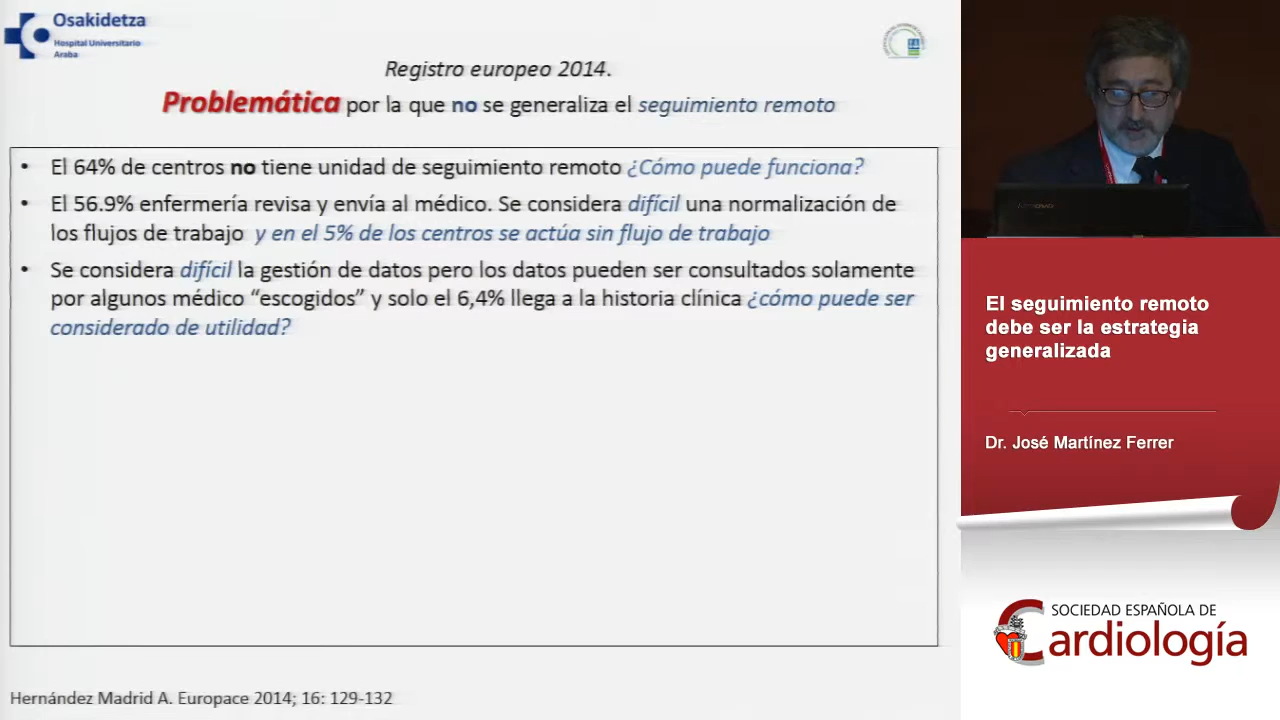 Osakidetza
Hospital Universitario
Araba
Registro europeo 2014.
Problemática por la que no se generaliza el seguimiento remoto
• El 64% de centros no tiene unidad de seguimiento remoto ¿Cómo puede funciona?
• El 56.9% enfermería revisa y envía al médico. Se considera difícil una normalización de
los flujos de trabajo y en el 5% de los centros se actúa sin flujo de trabajo
• Se considera difícil la gestión de datos pero los datos pueden ser consultados solamente
por algunos médico “escogidos” y solo el 6,4% llega a la historia clínica ¿cómo puede ser
considerado de utilidad?
Hernández Madrid A. Europace 2014; 16: 129-132
lenovo
El seguimiento remoto
debe ser la estrategia
generalizada
Dr. José Martínez Ferrer
SOCIEDAD ESPAÑOLA DE
Cardiología